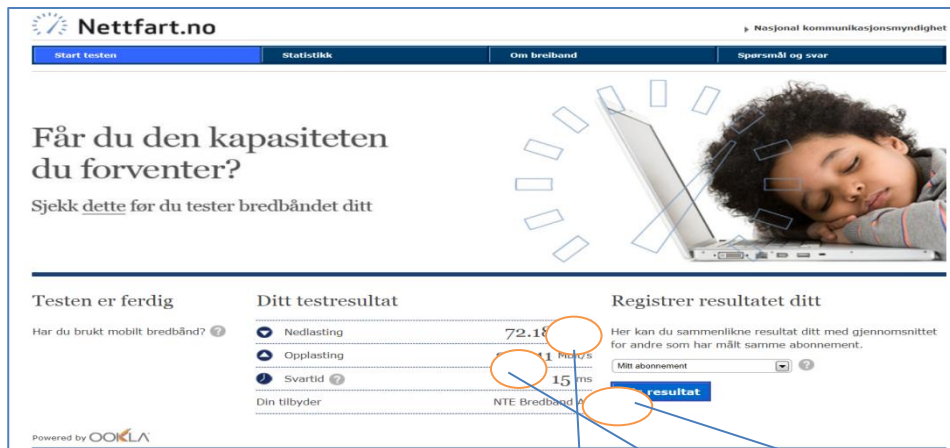 Nettfart.no
Nasjonal kommunikasjonsmyndighet
Start testen Statistikk Om breiband Spørsmål og svar
Får du den kapasiteten
du forventer?
Sjekk dette før du tester bredbåndet ditt
Testen er ferdig
Har du brukt mobilt bredbånd? ?
Ditt testresultat
Nedlasting
Opplasting Mbit/s
Svartid ? 15 ms
Din tilbyder NTE Bredband
Registrer resultatet ditt
Her kan du sammenlikne resultat ditt med gjennomsnittet
for andre som har målt samme abonnement.
Mitt abonnement ?
resultat
Powered by OOKLA